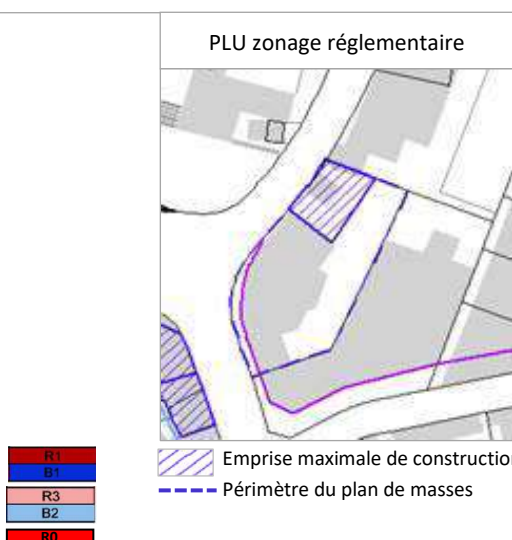 PLU zonage réglementaire
Emprise maximale de construction
Périmètre du plan de masses
R1
B1
R3
B2
R0